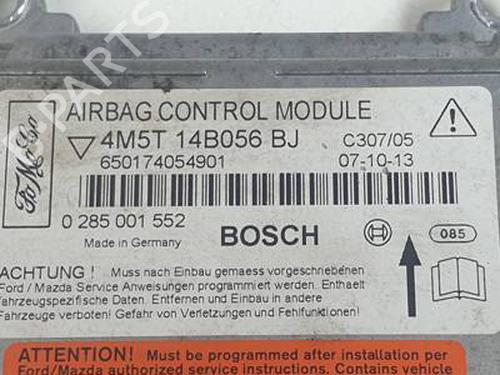 FoMoCo
AIRBAG CONTROL MODULE
4M5T 14B056 BJ C307/05
650174054901 07-10-13
0 285 001 552
Made in Germany BOSCH 085
ACHTUNG ! Muss nach Einbau gemaess vorgeschriebenen
Ford / Mazda Service Anweisungen programmiert werden. Enthaelt
fahrzeugspezifische Daten. Entfernen und Einbau in andere
Fahrzeuge verboten! Gefahr von Verletzungen und Fehlfunktionen!
ATTENTION! Must be programmed after installation per
Ford/Mazda authorized service instructions. Contains vehicle